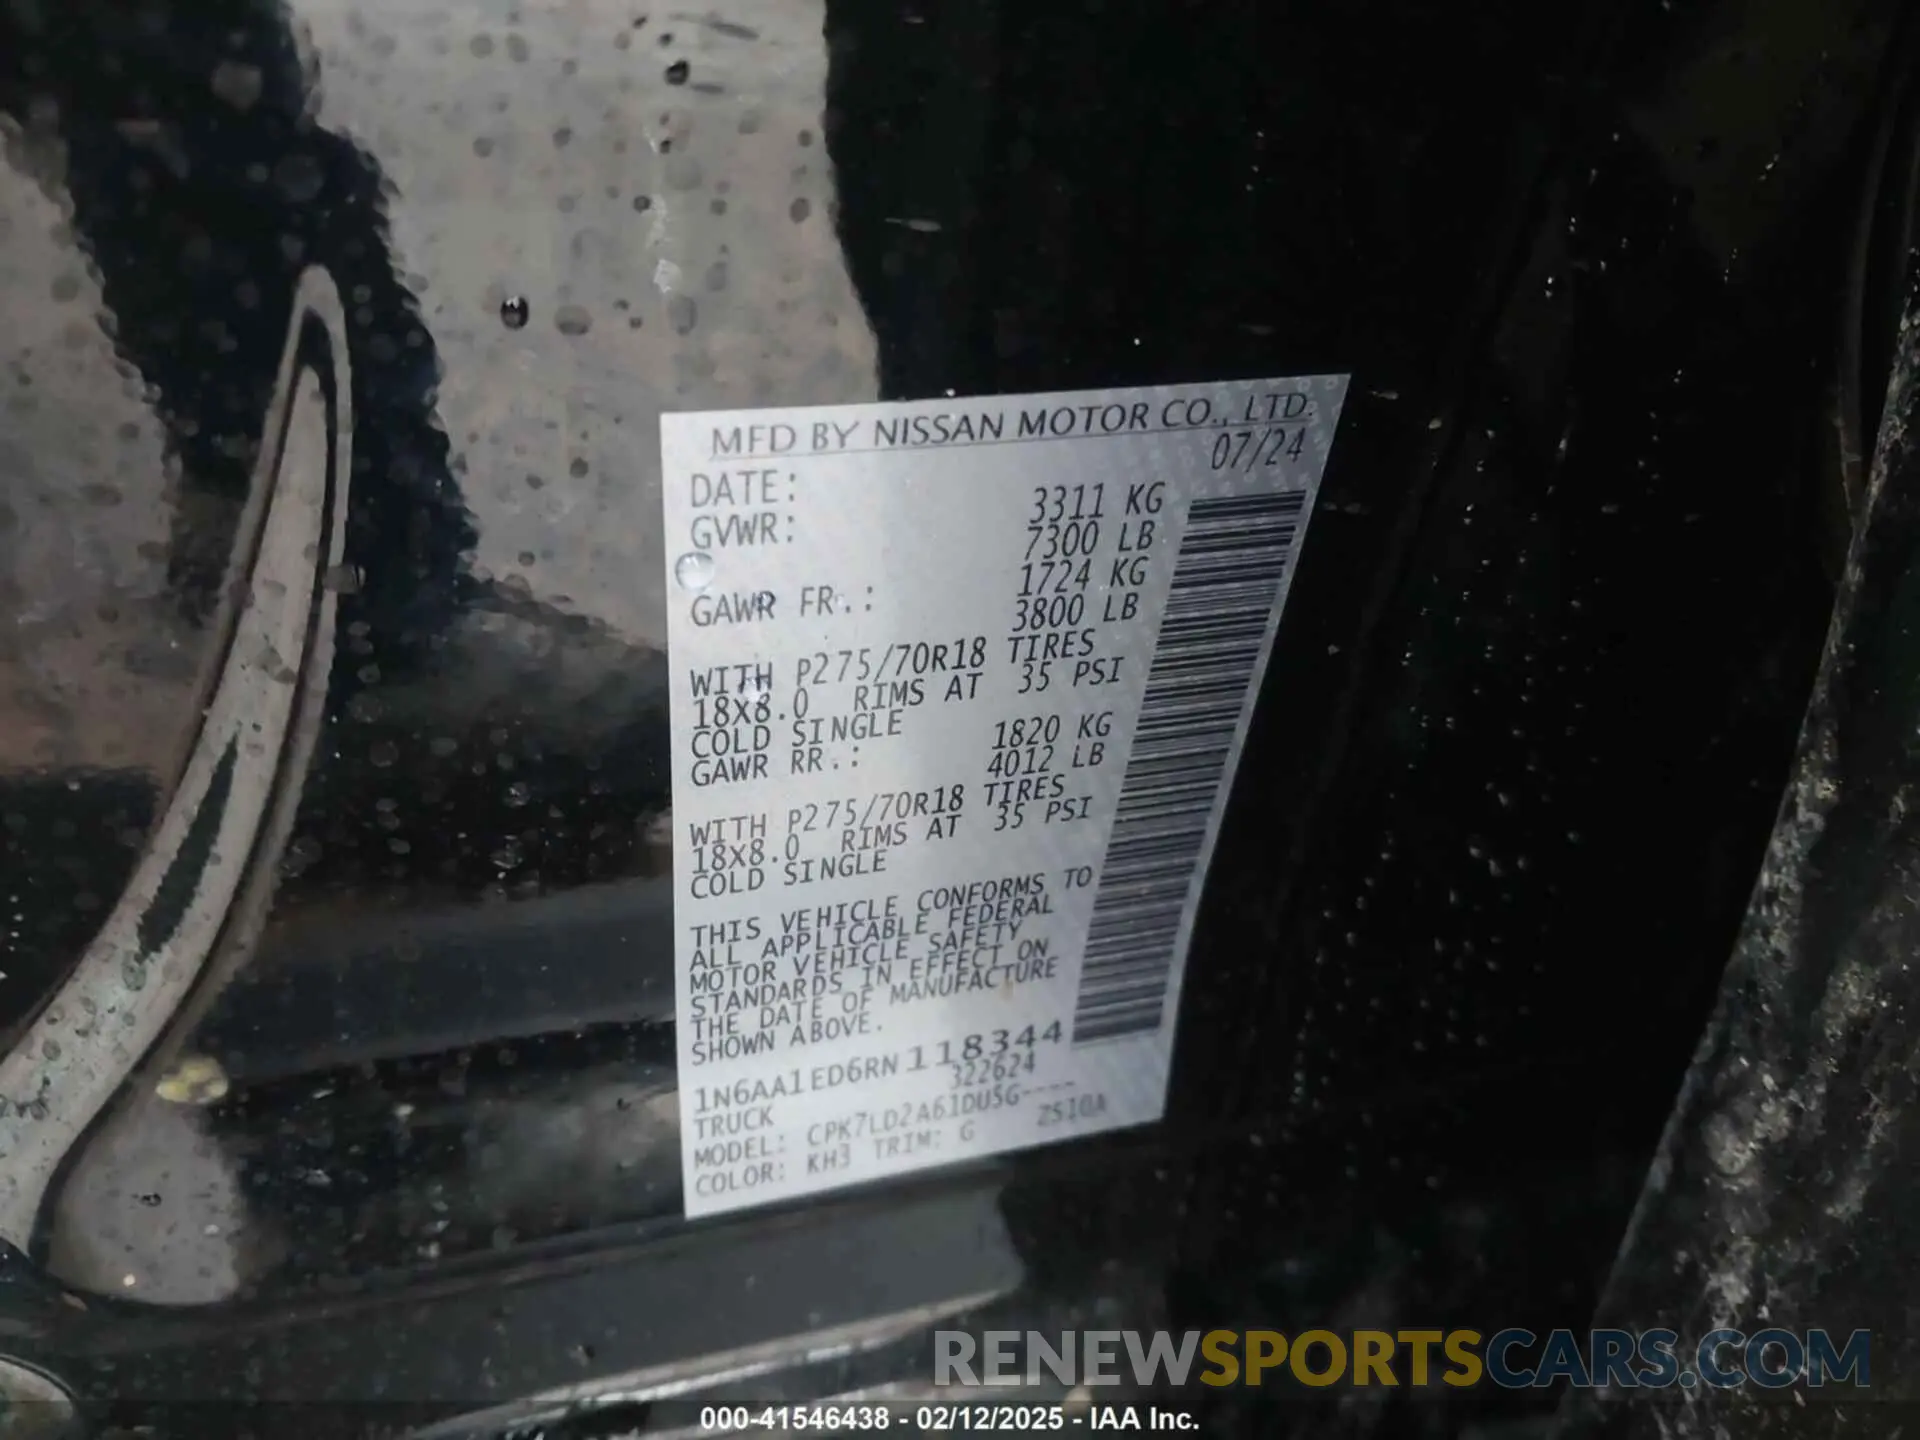 MFD BY NISSAN MOTOR CO., LTD.
DATE: 07/24
GVWR: 3311 KG
7300 LB
GAWR FR.: 1724 KG
3800 LB
WITH P275/70R18 TIRES
18X8.0 RIMS AT 35 PSI
COLD SINGLE
GAWR RR.: 1820 KG
4012 LB
WITH P275/70R18 TIRES
18X8.0 RIMS AT 35 PSI
COLD SINGLE
THIS VEHICLE CONFORMS TO
ALL APPLICABLE FEDERAL
MOTOR VEHICLE SAFETY
STANDARDS IN EFFECT ON
THE DATE OF MANUFACTURE
SHOWN ABOVE.
1N6AA1ED6RN118344
TRUCK 322624
MODEL: CPK7LD2A61DU5G----
COLOR: KH3 TRIM: G Z510A
RENEWSPORTSCARS.COM
000-41546438 - 02/12/2025 - IAA Inc.